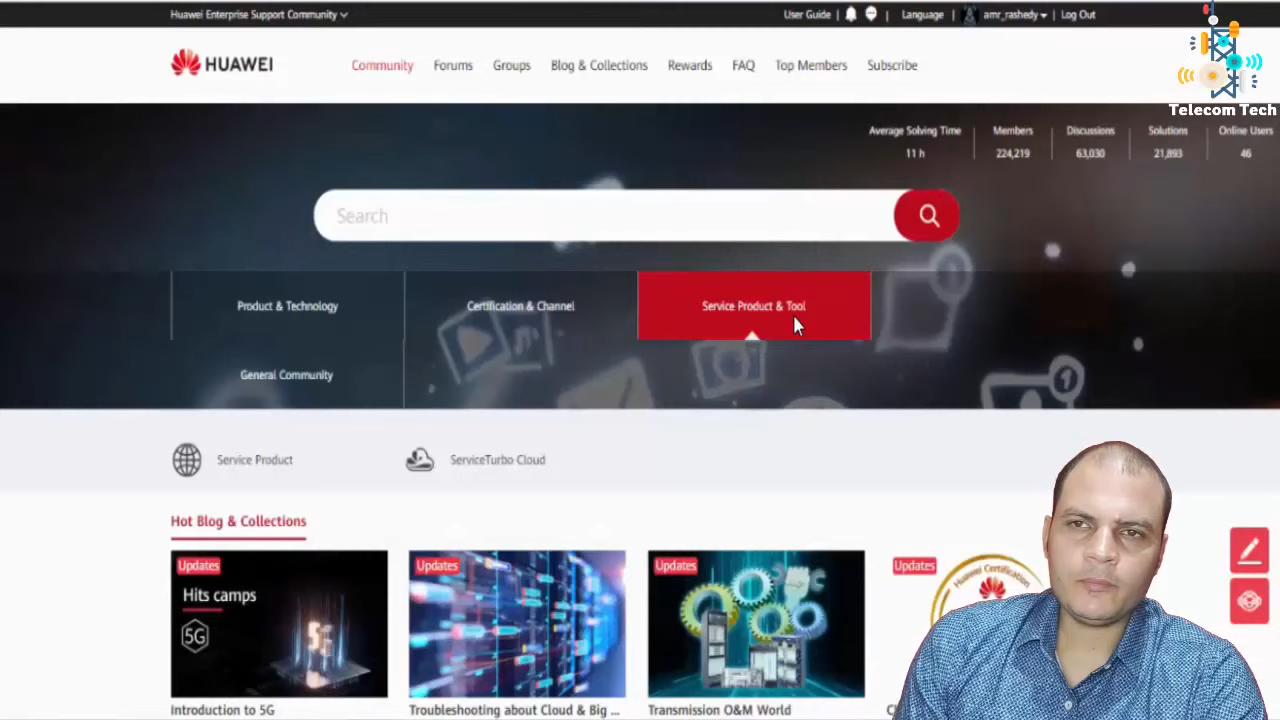 Huawei Enterprise Support Community
User Guide | | Language | amr_rashedy | Log Out
HUAWEI
Community Forums Groups Blog & Collections Rewards FAQ Top Members Subscribe
Telecom Tech
Average Solving Time Members Discussions Solutions Online Users
11 h 224,219 63,030 21,893 46
Search
Product & Technology Certification & Channel Service Product & Tool
General Community
Service Product ServiceTurbo Cloud
Hot Blog & Collections
Updates Updates Updates Updates
Hits camps
5G
5G
Huawei Certification
Introduction to 5G Troubleshooting about Cloud & Big ... Transmission O&M World